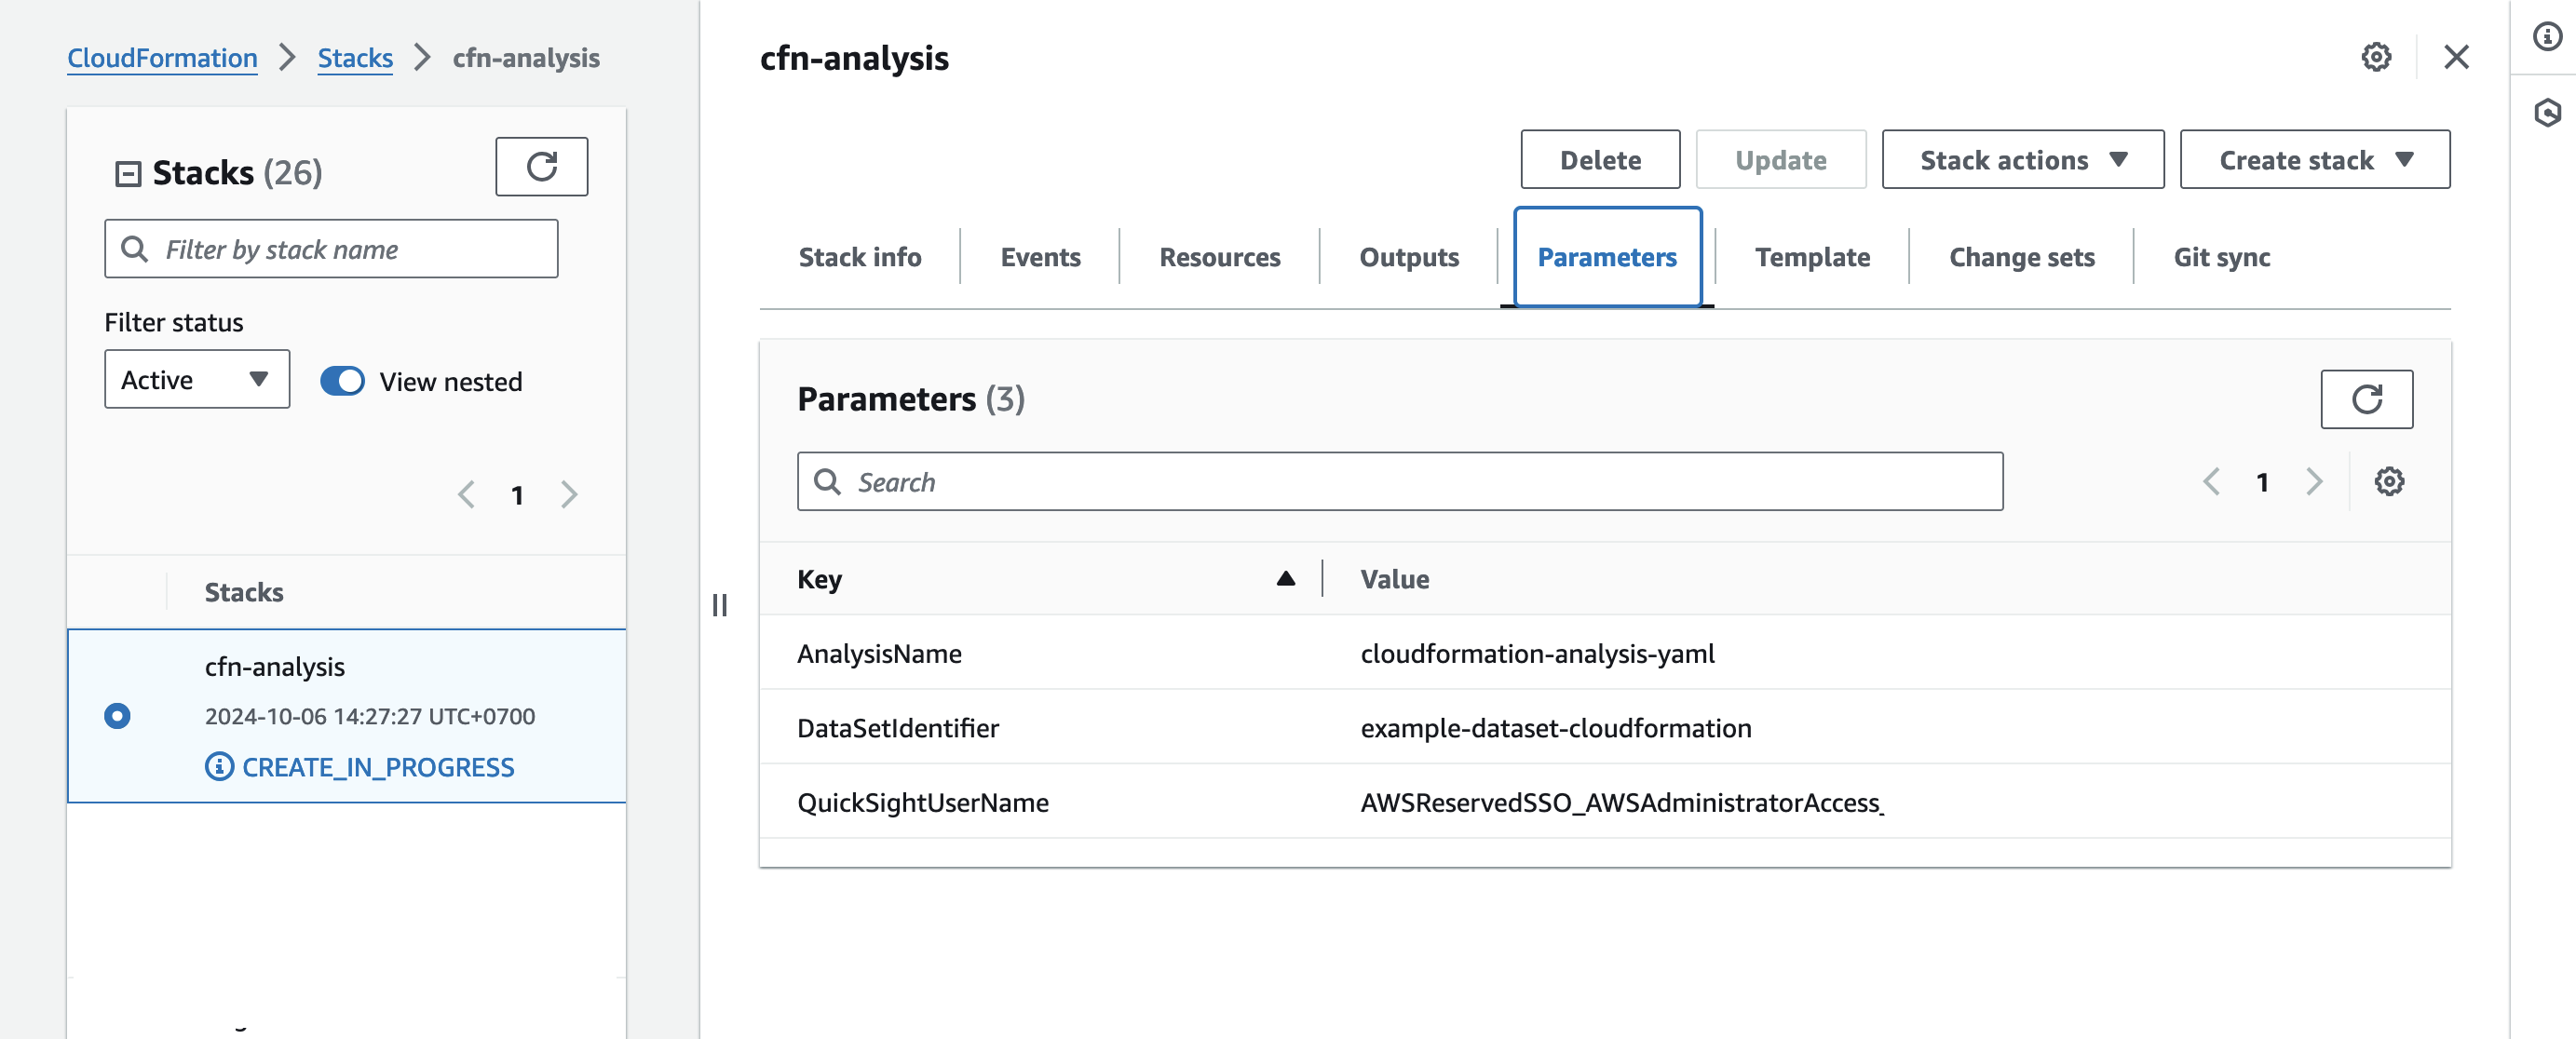 CloudFormation > Stacks > cfn-analysis
Stacks (26)
Filter by stack name
Filter status
Active
View nested
1
Stacks
cfn-analysis
2024-10-06 14:27:27 UTC+0700
CREATE_IN_PROGRESS
cfn-analysis
Delete
Update
Stack actions
Create stack
Stack info
Events
Resources
Outputs
Parameters
Template
Change sets
Git sync
Parameters (3)
Search
1
Key
Value
AnalysisName
cloudformation-analysis-yaml
DataSetIdentifier
example-dataset-cloudformation
QuickSightUserName
AWSReservedSSO_AWSAdministratorAccess_